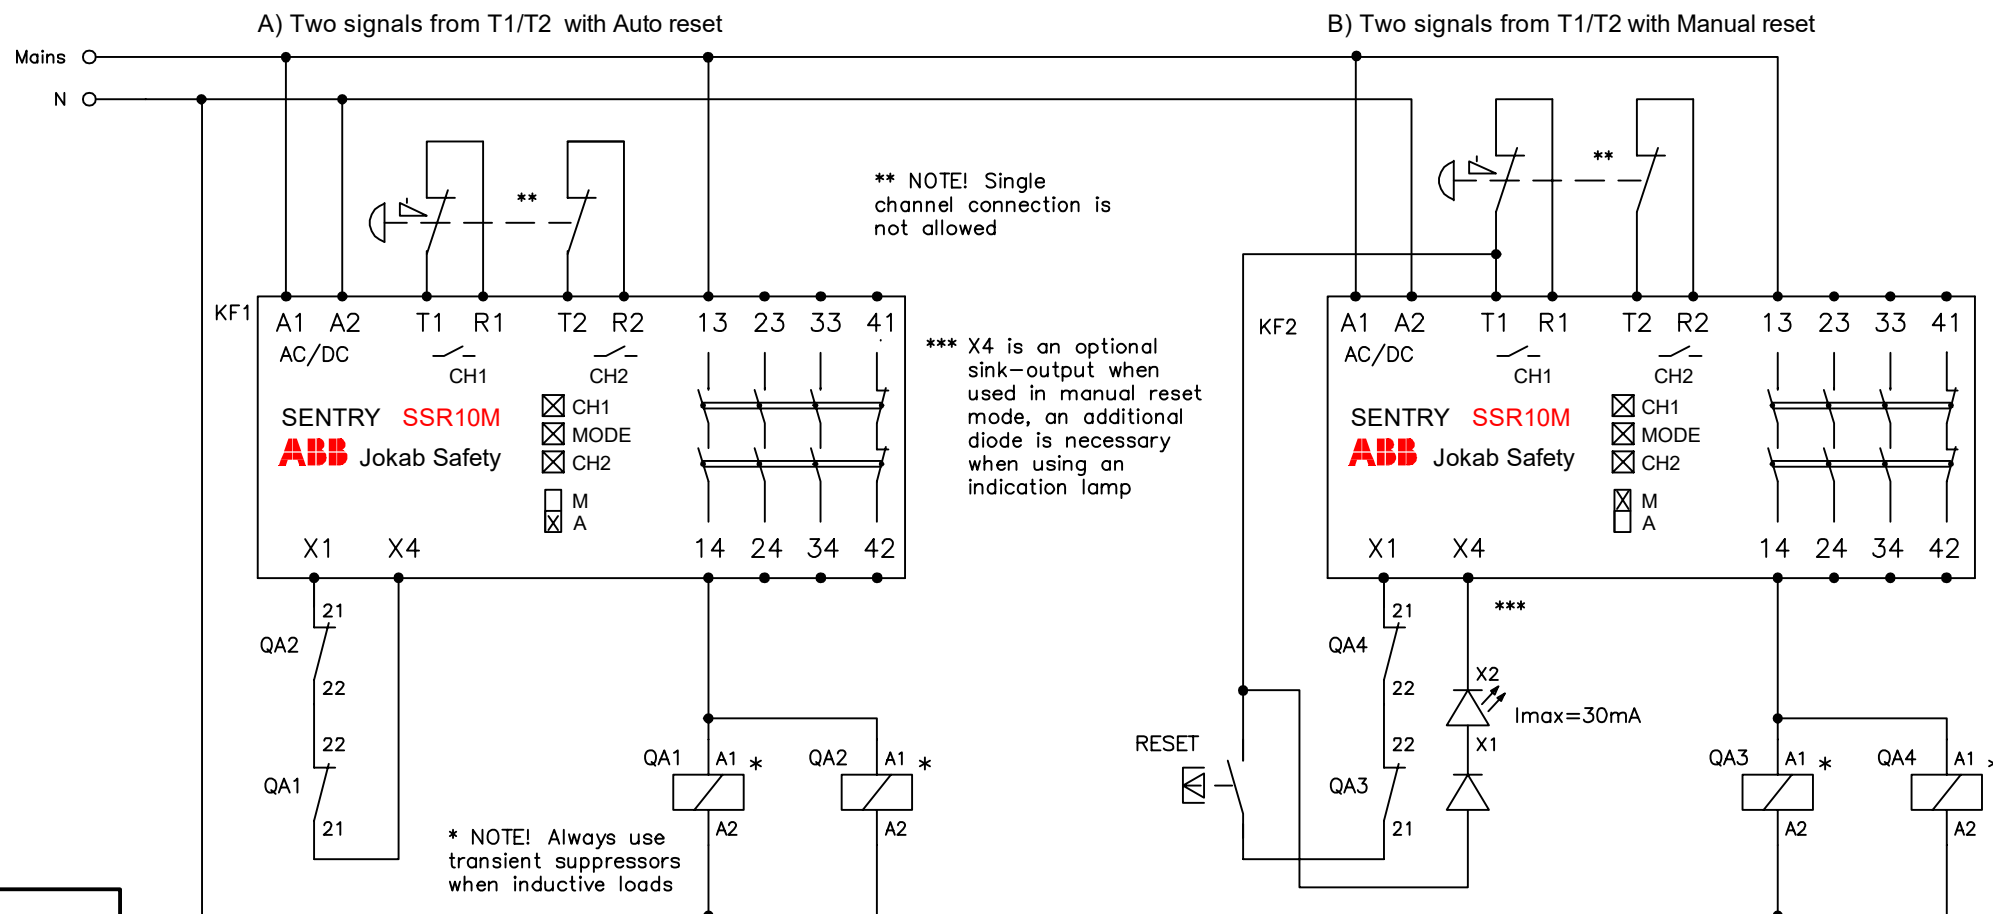 A) Two signals from T1/T2 with Auto reset
B) Two signals from T1/T2 with Manual reset
Mains
N
**
** NOTE! Single
channel connection is
not allowed
**
KF1
A1 A2 T1 R1 T2 R2 13 23 33 41
AC/DC
CH1 CH2
SENTRY SSR10M
ABB Jokab Safety
CH1
MODE
CH2
M
A
X1 X4 14 24 34 42
*** X4 is an optional
sink-output when
used in manual reset
mode, an additional
diode is necessary
when using an
indication lamp
KF2
A1 A2 T1 R1 T2 R2 13 23 33 41
AC/DC
CH1 CH2
SENTRY SSR10M
ABB Jokab Safety
CH1
MODE
CH2
M
A
X1 X4 14 24 34 42
21
QA2
22
22
QA1
21
QA1 A1 *
A2
QA2 A1 *
A2
* NOTE! Always use
transient suppressors
when inductive loads
21
QA4
22
22
QA3
21
***
X2
Imax=30mA
X1
RESET
QA3 A1 *
A2
QA4 A1 *
A2